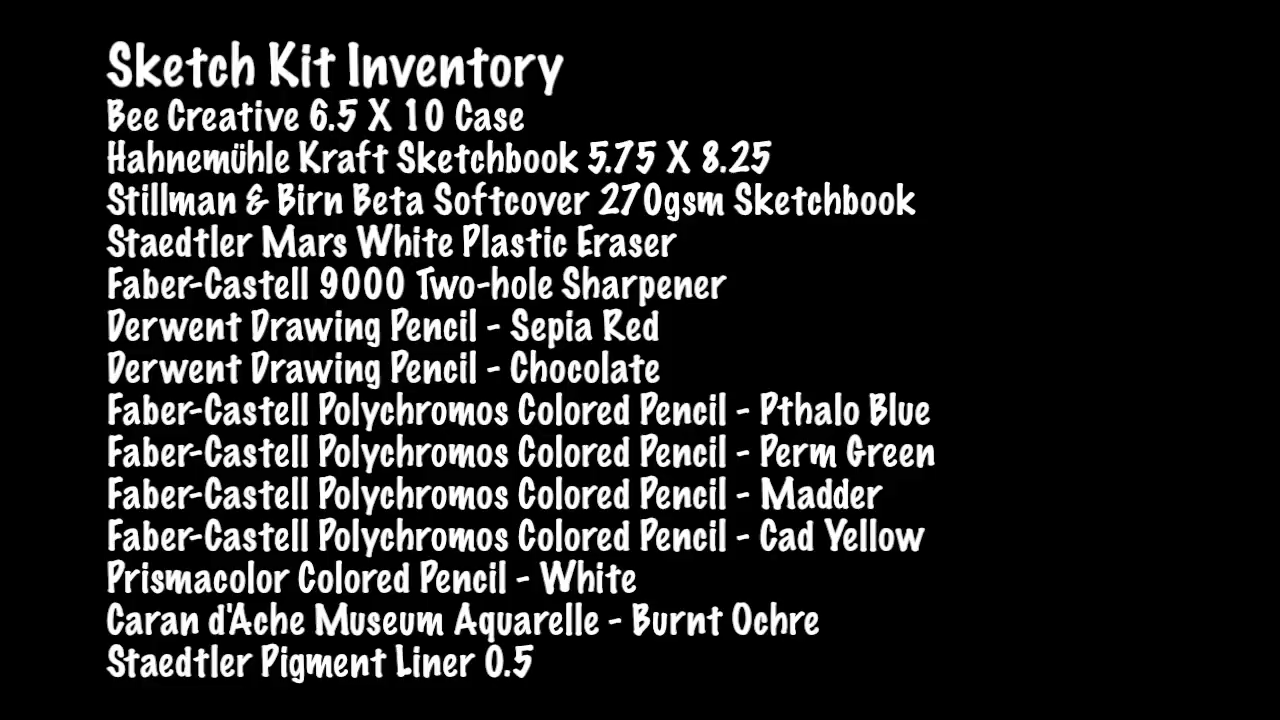 Sketch Kit Inventory
Bee Creative 6.5 X 10 Case
Hahnemühle Kraft Sketchbook 5.75 X 8.25
Stillman & Birn Beta Softcover 270gsm Sketchbook
Staedtler Mars White Plastic Eraser
Faber-Castell 9000 Two-hole Sharpener
Derwent Drawing Pencil - Sepia Red
Derwent Drawing Pencil - Chocolate
Faber-Castell Polychromos Colored Pencil - Pthalo Blue
Faber-Castell Polychromos Colored Pencil - Perm Green
Faber-Castell Polychromos Colored Pencil - Madder
Faber-Castell Polychromos Colored Pencil - Cad Yellow
Prismacolor Colored Pencil - White
Caran d'Ache Museum Aquarelle - Burnt Ochre
Staedtler Pigment Liner 0.5